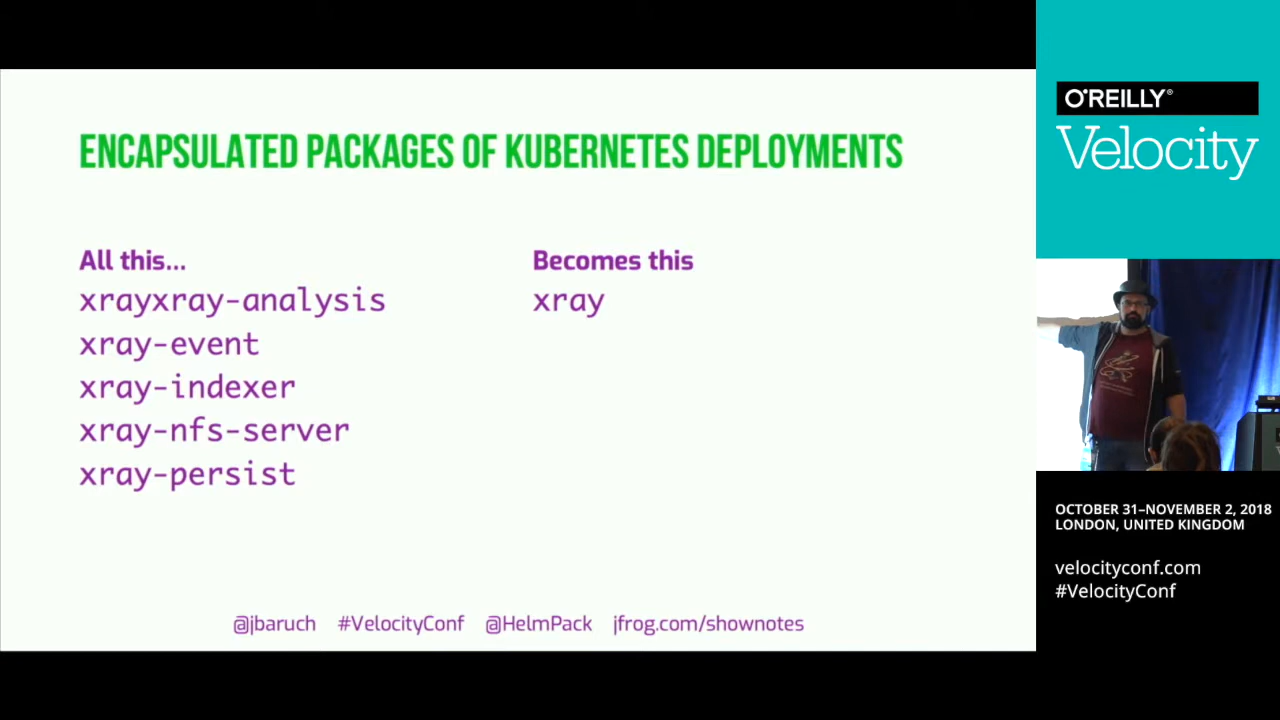 ENCAPSULATED PACKAGES OF KUBERNETES DEPLOYMENTS
All this...
xrayxray-analysis
xray-event
xray-indexer
xray-nfs-server
xray-persist
Becomes this
xray
@jbaruch #VelocityConf @HelmPack jfrog.com/shownotes
O'REILLY®
Velocity
OCTOBER 31–NOVEMBER 2, 2018
LONDON, UNITED KINGDOM
velocityconf.com
#VelocityConf